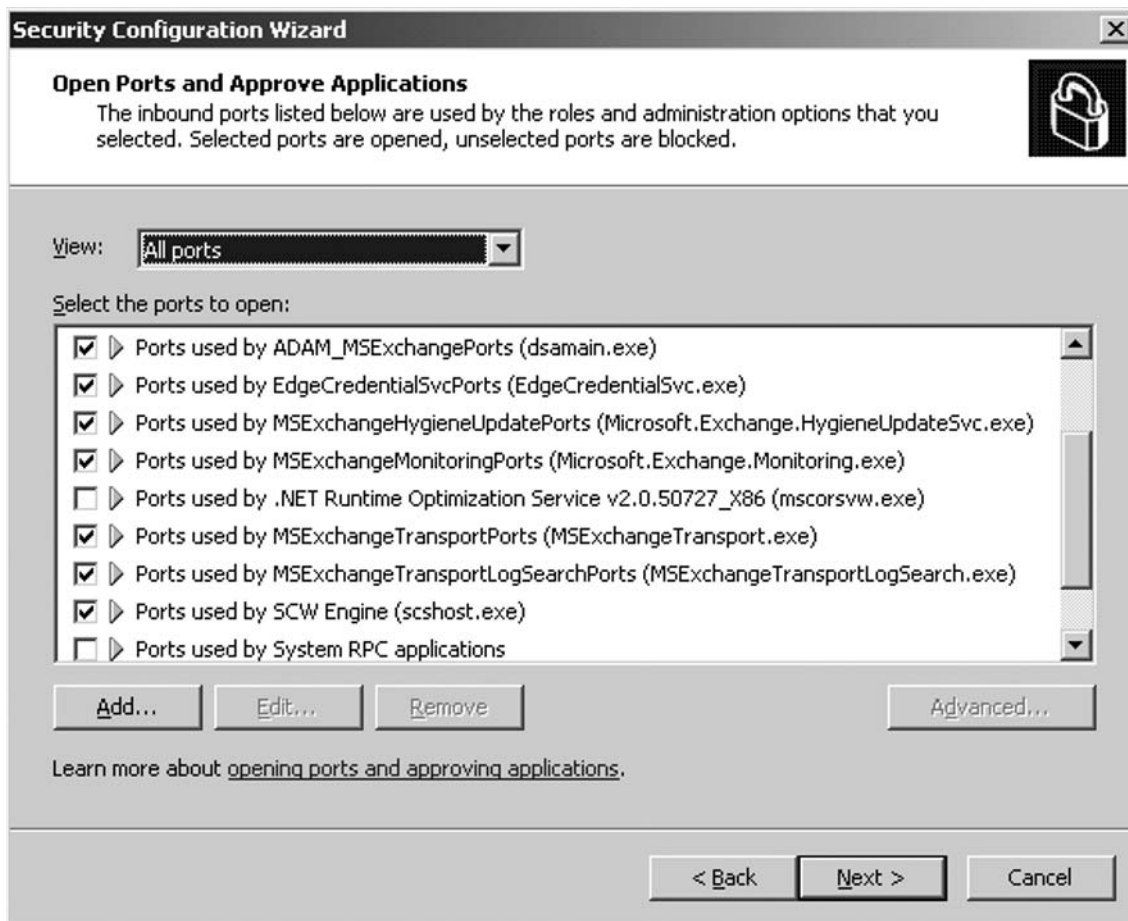 Security Configuration Wizard
Open Ports and Approve Applications
The inbound ports listed below are used by the roles and administration options that you
selected. Selected ports are opened, unselected ports are blocked.
View:
All ports
Select the ports to open:
Ports used by ADAM_MSExchangePorts (dsamain.exe)
Ports used by EdgeCredentialSvcPorts (EdgeCredentialSvc.exe)
Ports used by MSExchangeHygieneUpdatePorts (Microsoft.Exchange.HygieneUpdateSvc.exe)
Ports used by MSExchangeMonitoringPorts (Microsoft.Exchange.Monitoring.exe)
Ports used by .NET Runtime Optimization Service v2.0.50727_X86 (mscorsvw.exe)
Ports used by MSExchangeTransportPorts (MSExchangeTransport.exe)
Ports used by MSExchangeTransportLogSearchPorts (MSExchangeTransportLogSearch.exe)
Ports used by SCW Engine (scshost.exe)
Ports used by System RPC applications
Add... Edit... Remove Advanced...
Learn more about opening ports and approving applications.
< Back Next > Cancel